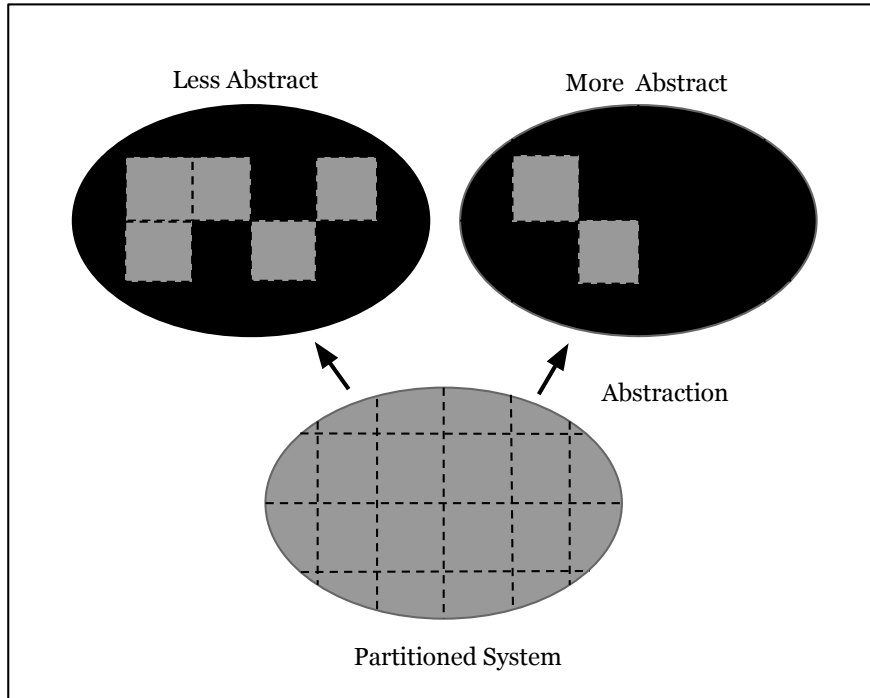 Less Abstract
More Abstract
Abstraction
Partitioned System